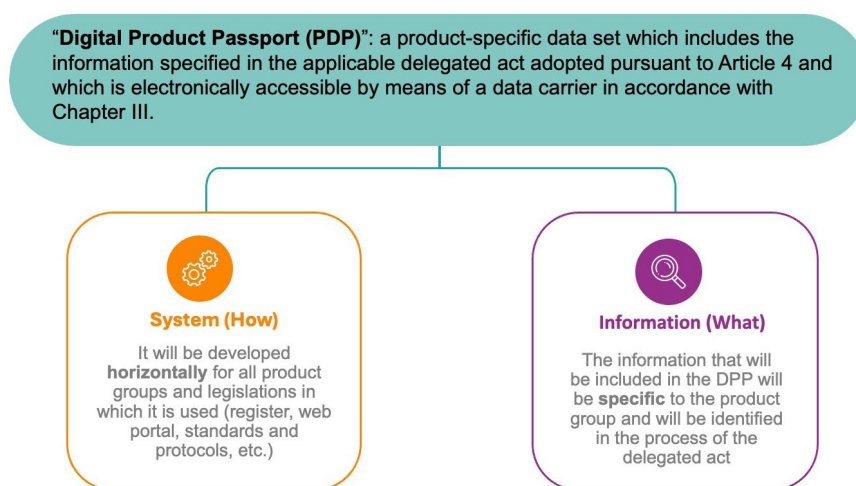 “Digital Product Passport (PDP)”: a product-specific data set which includes the
information specified in the applicable delegated act adopted pursuant to Article 4 and
which is electronically accessible by means of a data carrier in accordance with
Chapter III.
System (How)
It will be developed
horizontally for all product
groups and legislations in
which it is used (register, web
portal, standards and
protocols, etc.)
Information (What)
The information that will
be included in the DPP will
be specific to the product
group and will be identified
in the process of the
delegated act